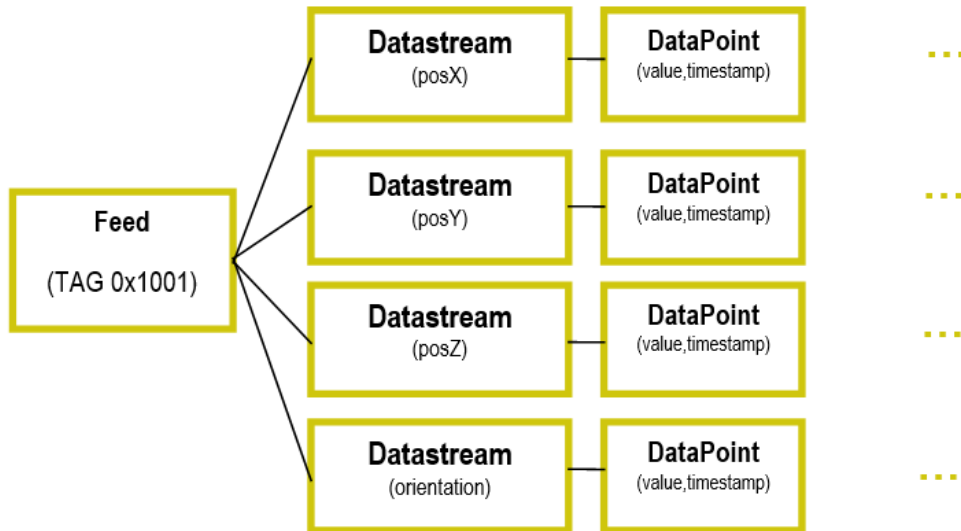 Datastream
(posX)
DataPoint
(value,timestamp)
Datastream
(posY)
DataPoint
(value,timestamp)
Feed
(TAG 0x1001)
Datastream
(posZ)
DataPoint
(value,timestamp)
Datastream
(orientation)
DataPoint
(value,timestamp)